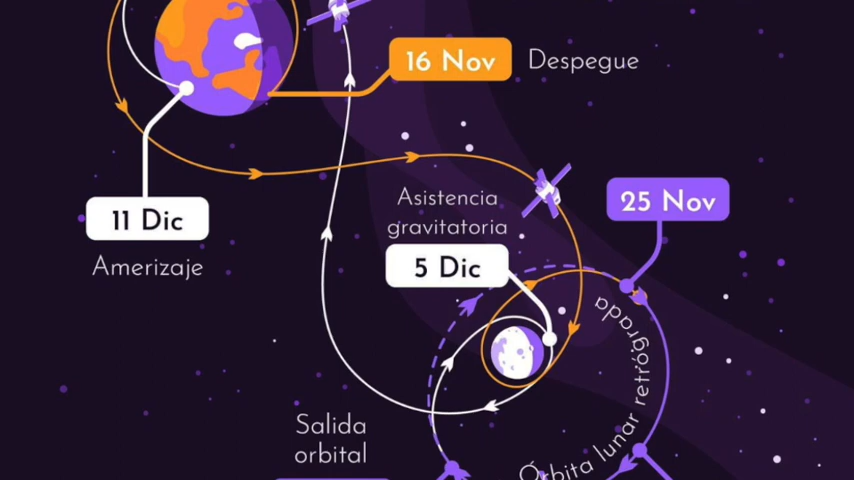 16 Nov
Despegue
25 Nov
Asistencia
gravitatoria
5 Dic
11 Dic
Amerizaje
Órbita lunar retrógrada
Salida
orbital